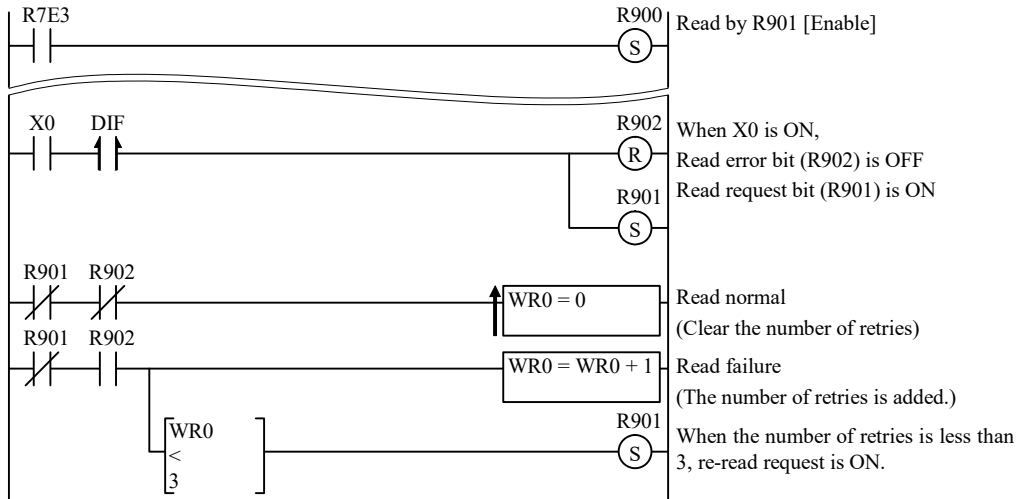 R7E3
R900
S
Read by R901 [Enable]
X0 DIF
R902
R
When X0 is ON,
Read error bit (R902) is OFF
Read request bit (R901) is ON
R901
S
R901 R902
WR0 = 0
Read normal
(Clear the number of retries)
R901 R902
WR0 = WR0 + 1
Read failure
(The number of retries is added.)
WR0
<
3
R901
S
When the number of retries is less than
3, re-read request is ON.